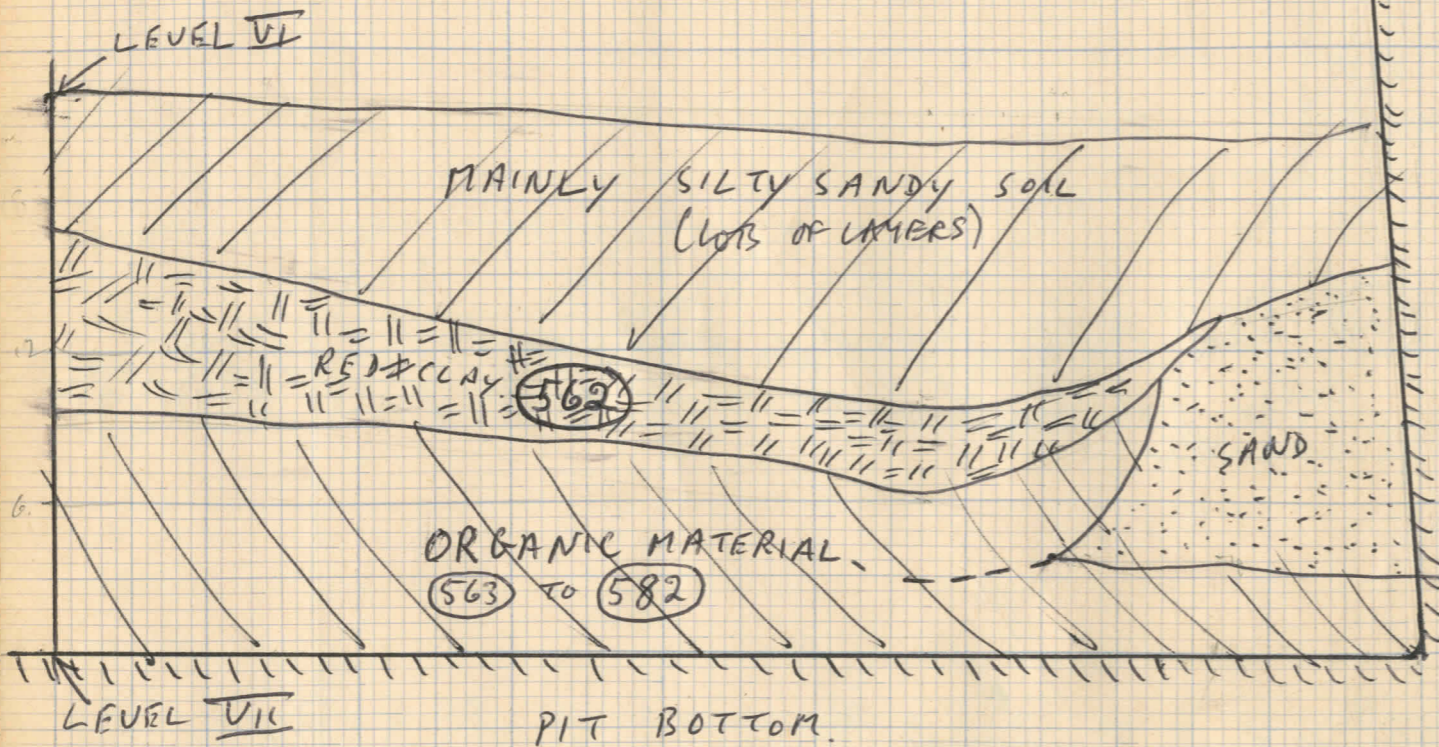 LEVEL VI
MAINLY SILTY SANDY SOIL
(LOTS OF LAYERS)
RED CLAY
562
SAND
ORGANIC MATERIAL
563 TO 582
LEVEL VII
PIT BOTTOM.